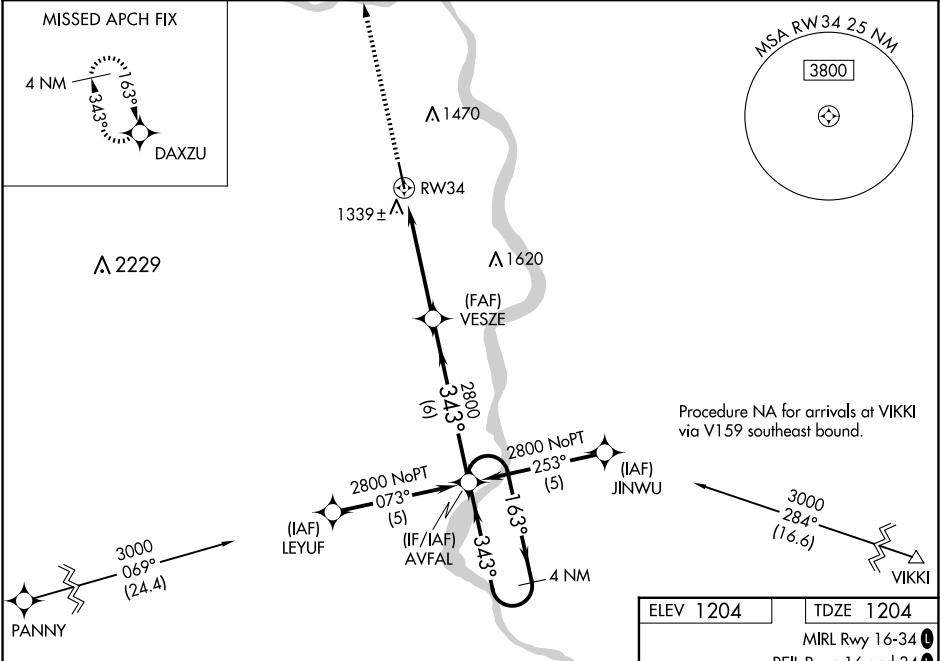 MISSED APCH FIX
4 NM
163°
343°
DAXZU
MSA RW34 25 NM
3800
1470
RW34
1339±
2229
1620
(FAF)
VESZE
2800
343°
(6)
Procedure NA for arrivals at VIKKI
via V159 southeast bound.
2800 NoPT
073°
(5)
2800 NoPT
253°
(5)
(IAF)
JINWU
(IAF)
LEYUF
(IF/IAF)
AVFAL
163°
343°
4 NM
3000
284°
(16.6)
VIKKI
3000
069°
(24.4)
PANNY
ELEV 1204
TDZE 1204
MIRL Rwy 16-34 L